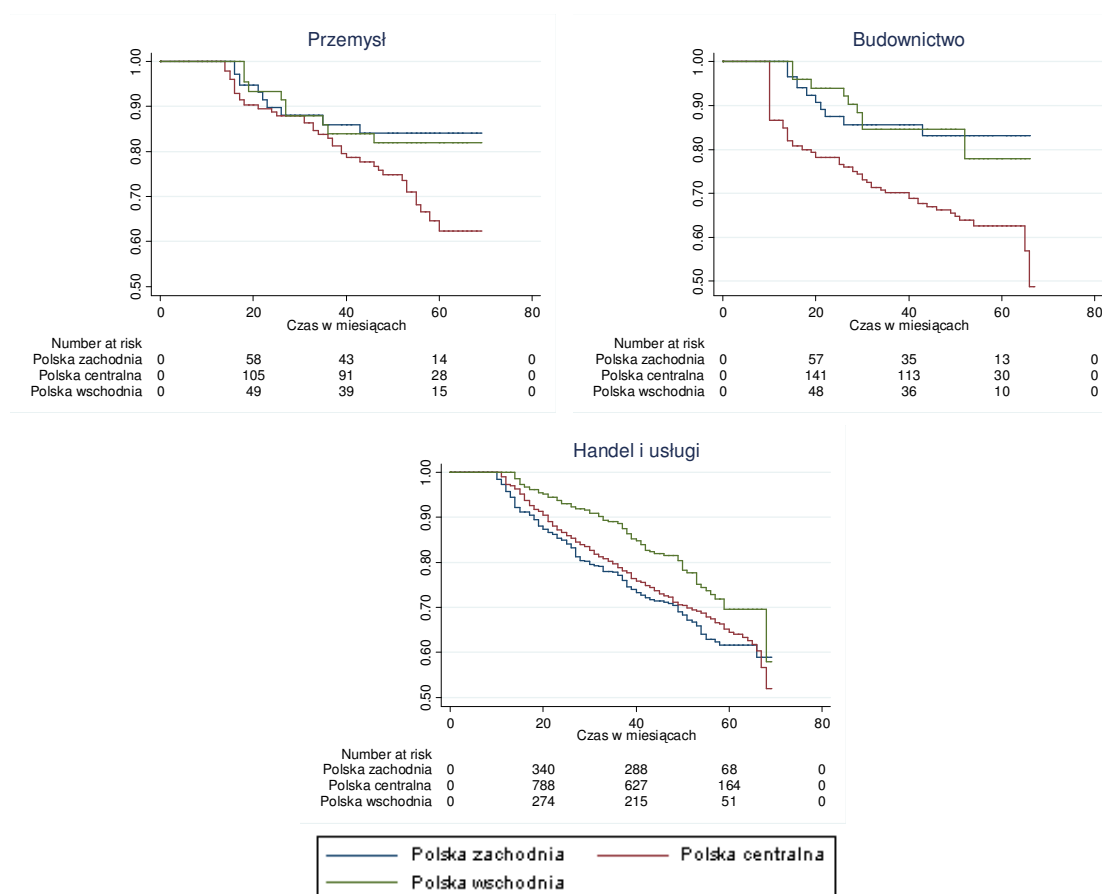 Przemysł
1.00
0.90
0.80
0.70
0.60
0.50
0 20 40 60 80
Czas w miesiącach
Number at risk
Polska zachodnia 0 58 43 14 0
Polska centralna 0 105 91 28 0
Polska wschodnia 0 49 39 15 0
Budownictwo
1.00
0.90
0.80
0.70
0.60
0.50
0 20 40 60 80
Czas w miesiącach
Number at risk
Polska zachodnia 0 57 35 13 0
Polska centralna 0 141 113 30 0
Polska wschodnia 0 48 36 10 0
Handel i usługi
1.00
0.90
0.80
0.70
0.60
0.50
0 20 40 60 80
Czas w miesiącach
Number at risk
Polska zachodnia 0 340 288 68 0
Polska centralna 0 788 627 164 0
Polska wschodnia 0 274 215 51 0
Polska zachodnia Polska centralna
Polska wschodnia